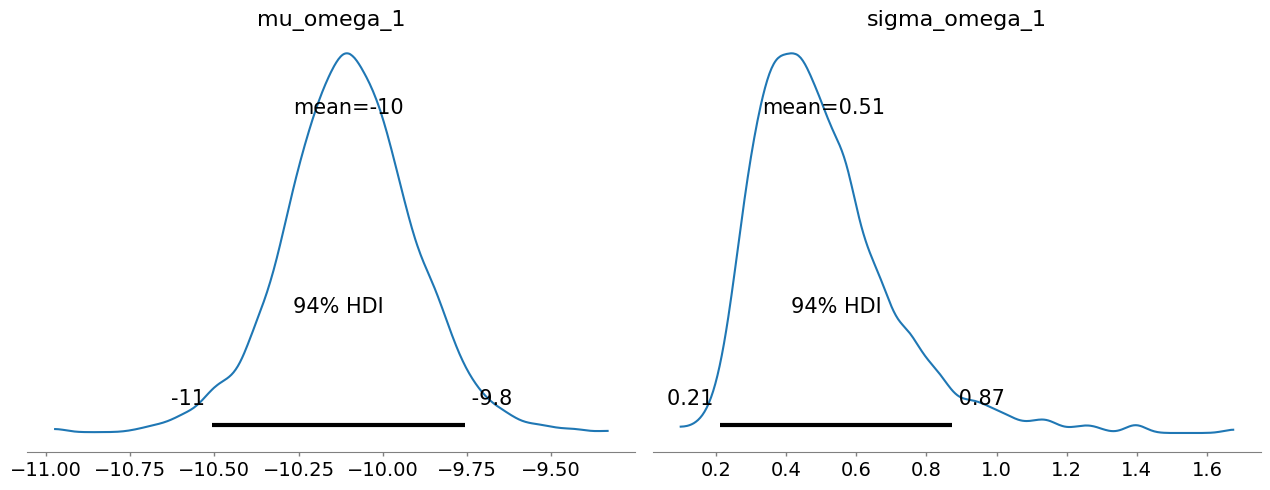 mu_omega_1
mean=-10
94% HDI
-11
-9.8
−11.00 −10.75 −10.50 −10.25 −10.00 −9.75 −9.50
sigma_omega_1
mean=0.51
94% HDI
0.21
0.87
0.2 0.4 0.6 0.8 1.0 1.2 1.4 1.6